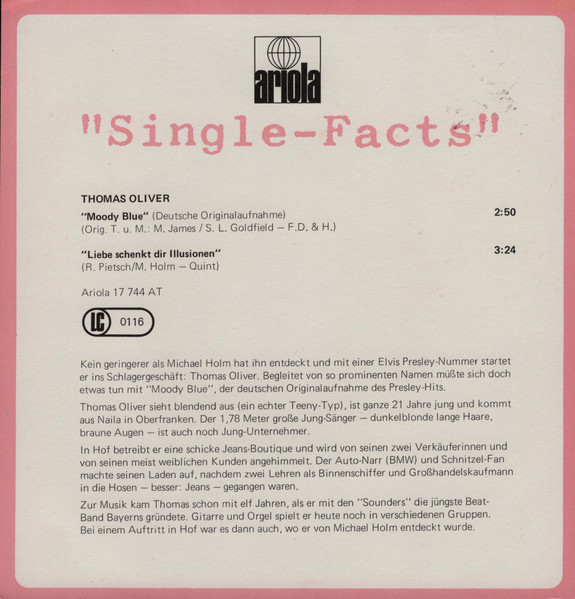 ariola
"Single-Facts"
THOMAS OLIVER
"Moody Blue" (Deutsche Originalaufnahme) 2:50
(Orig. T. u. M.: M. James / S. L. Goldfield – F.D. & H.)
"Liebe schenkt dir Illusionen" 3:24
(R. Pietsch/M. Holm – Quint)
Ariola 17 744 AT
LC 0116
Kein geringerer als Michael Holm hat ihn entdeckt und mit einer Elvis Presley-Nummer startet
er ins Schlagergeschäft: Thomas Oliver. Begleitet von so prominenten Namen müßte sich doch
etwas tun mit "Moody Blue", der deutschen Originalaufnahme des Presley-Hits.
Thomas Oliver sieht blendend aus (ein echter Teeny-Typ), ist ganze 21 Jahre jung und kommt
aus Naila in Oberfranken. Der 1,78 Meter große Jung-Sänger – dunkelblonde lange Haare,
braune Augen – ist auch noch Jung-Unternehmer.
In Hof betreibt er eine schicke Jeans-Boutique und wird von seinen zwei Verkäuferinnen und
von seinen meist weiblichen Kunden angehimmelt. Der Auto-Narr (BMW) und Schnitzel-Fan
machte seinen Laden auf, nachdem zwei Lehren als Binnenschiffer und Großhandelskaufmann
in die Hosen – besser: Jeans – gegangen waren.
Zur Musik kam Thomas schon mit elf Jahren, als er mit den "Sounders" die jüngste Beat-
Band Bayerns gründete. Gitarre und Orgel spielt er heute noch in verschiedenen Gruppen.
Bei einem Auftritt in Hof war es dann auch, wo er von Michael Holm entdeckt wurde.